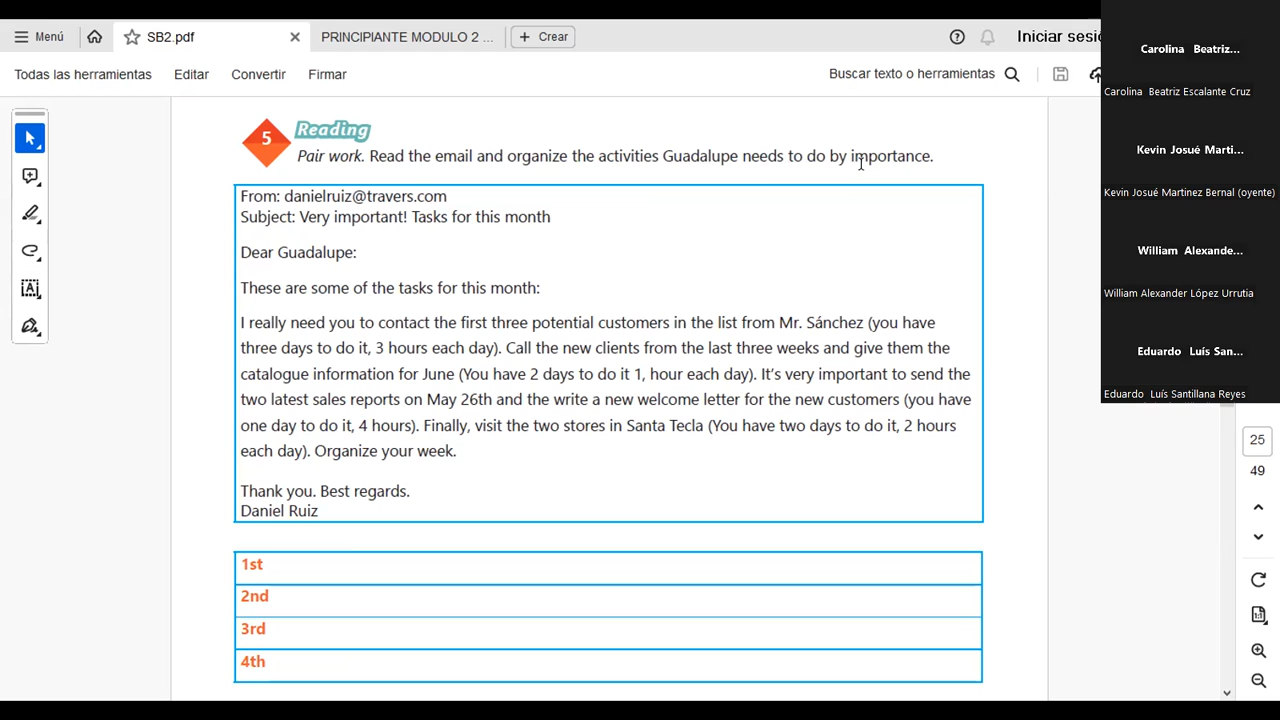 Menú
SB2.pdf
PRINCIPIANTE MODULO 2 ...
Crear
Iniciar sesió
Todas las herramientas
Editar
Convertir
Firmar
Buscar texto o herramientas
5
Reading
Pair work. Read the email and organize the activities Guadalupe needs to do by importance.
From: danielruiz@travers.com
Subject: Very important! Tasks for this month
Dear Guadalupe:
These are some of the tasks for this month:
I really need you to contact the first three potential customers in the list from Mr. Sánchez (you have
three days to do it, 3 hours each day). Call the new clients from the last three weeks and give them the
catalogue information for June (You have 2 days to do it 1, hour each day). It's very important to send the
two latest sales reports on May 26th and the write a new welcome letter for the new customers (you have
one day to do it, 4 hours). Finally, visit the two stores in Santa Tecla (You have two days to do it, 2 hours
each day). Organize your week.
Thank you. Best regards.
Daniel Ruiz
1st
2nd
3rd
4th
Carolina Beatriz...
Carolina Beatriz Escalante Cruz
Kevin Josué Marti...
Kevin Josué Martinez Bernal (oyente)
William Alexande...
William Alexander López Urrutia
Eduardo Luís San...
Eduardo Luís Santillana Reyes
25
49